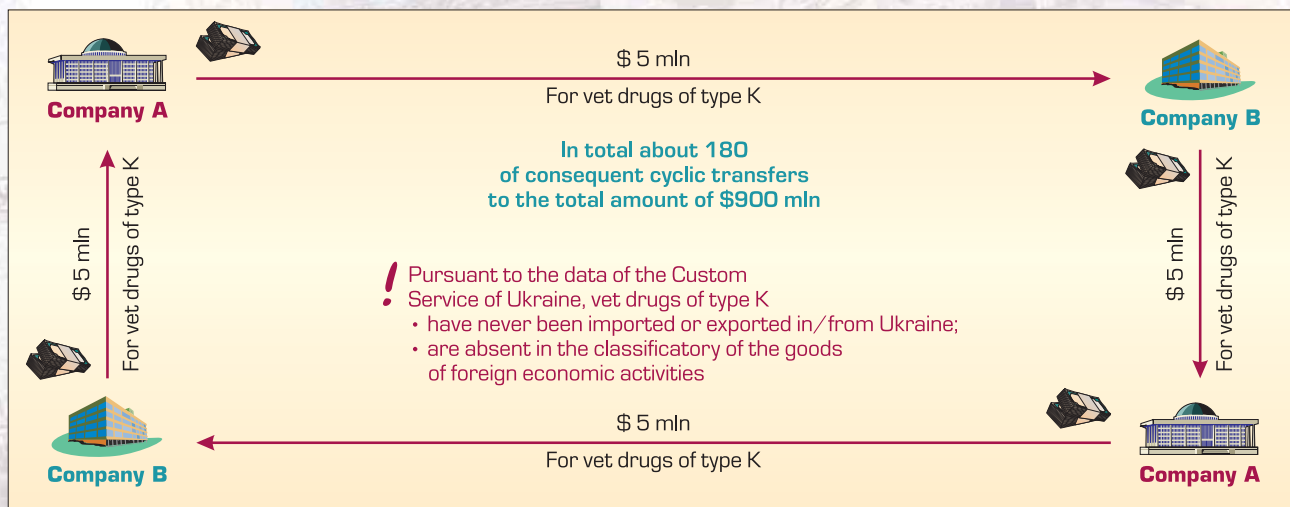 $ 5 mln
For vet drugs of type K
Company A
Company B
In total about 180
of consequent cyclic transfers
to the total amount of $900 mln
$ 5 mln
For vet drugs of type K
$ 5 mln
For vet drugs of type K
! Pursuant to the data of the Custom
Service of Ukraine, vet drugs of type K
• have never been imported or exported in/from Ukraine;
• are absent in the classificatory of the goods
of foreign economic activities
$ 5 mln
For vet drugs of type K
Company B
Company A